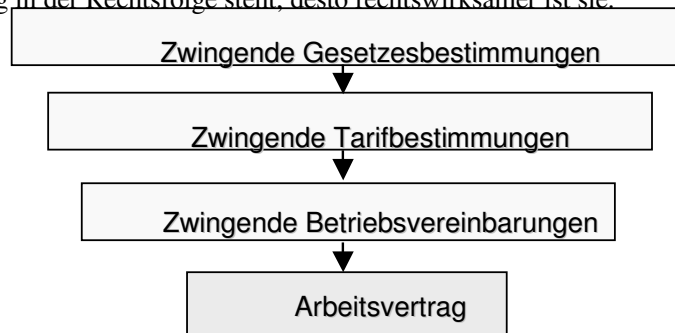 g in der Rechtsfolge steht, desto rechtswirksamer ist sie.
Zwingende Gesetzesbestimmungen
Zwingende Tarifbestimmungen
Zwingende Betriebsvereinbarungen
Arbeitsvertrag